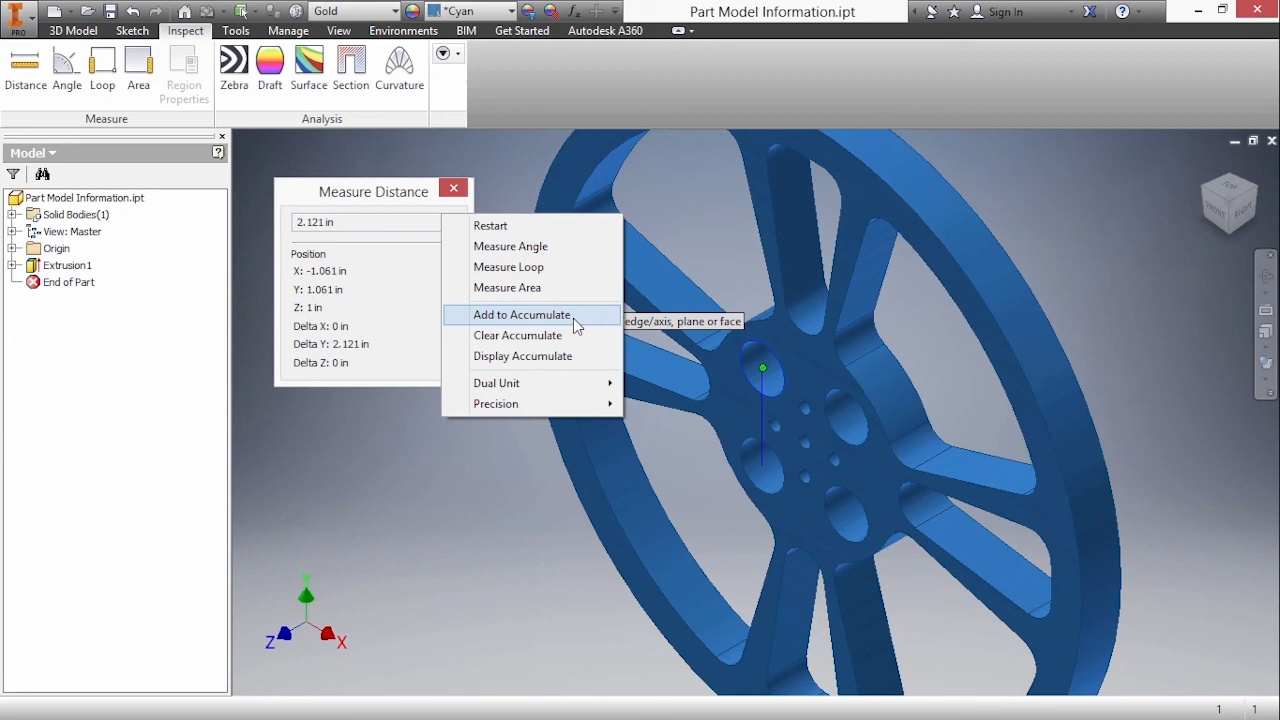 PRO
Gold
*Cyan
Part Model Information.ipt
Sign In
3D Model
Sketch
Inspect
Tools
Manage
View
Environments
BIM
Get Started
Autodesk A360
Distance
Angle
Loop
Area
Region
Properties
Zebra
Draft
Surface
Section
Curvature
Measure
Analysis
Model
Part Model Information.ipt
Solid Bodies(1)
View: Master
Origin
Extrusion1
End of Part
Measure Distance
2.121 in
Position
X: -1.061 in
Y: 1.061 in
Z: 1 in
Delta X: 0 in
Delta Y: 2.121 in
Delta Z: 0 in
Restart
Measure Angle
Measure Loop
Measure Area
Add to Accumulate
edge/axis, plane or face
Clear Accumulate
Display Accumulate
Dual Unit
Precision
TOP
FRONT
RIGHT
Y
Z
X
1 1